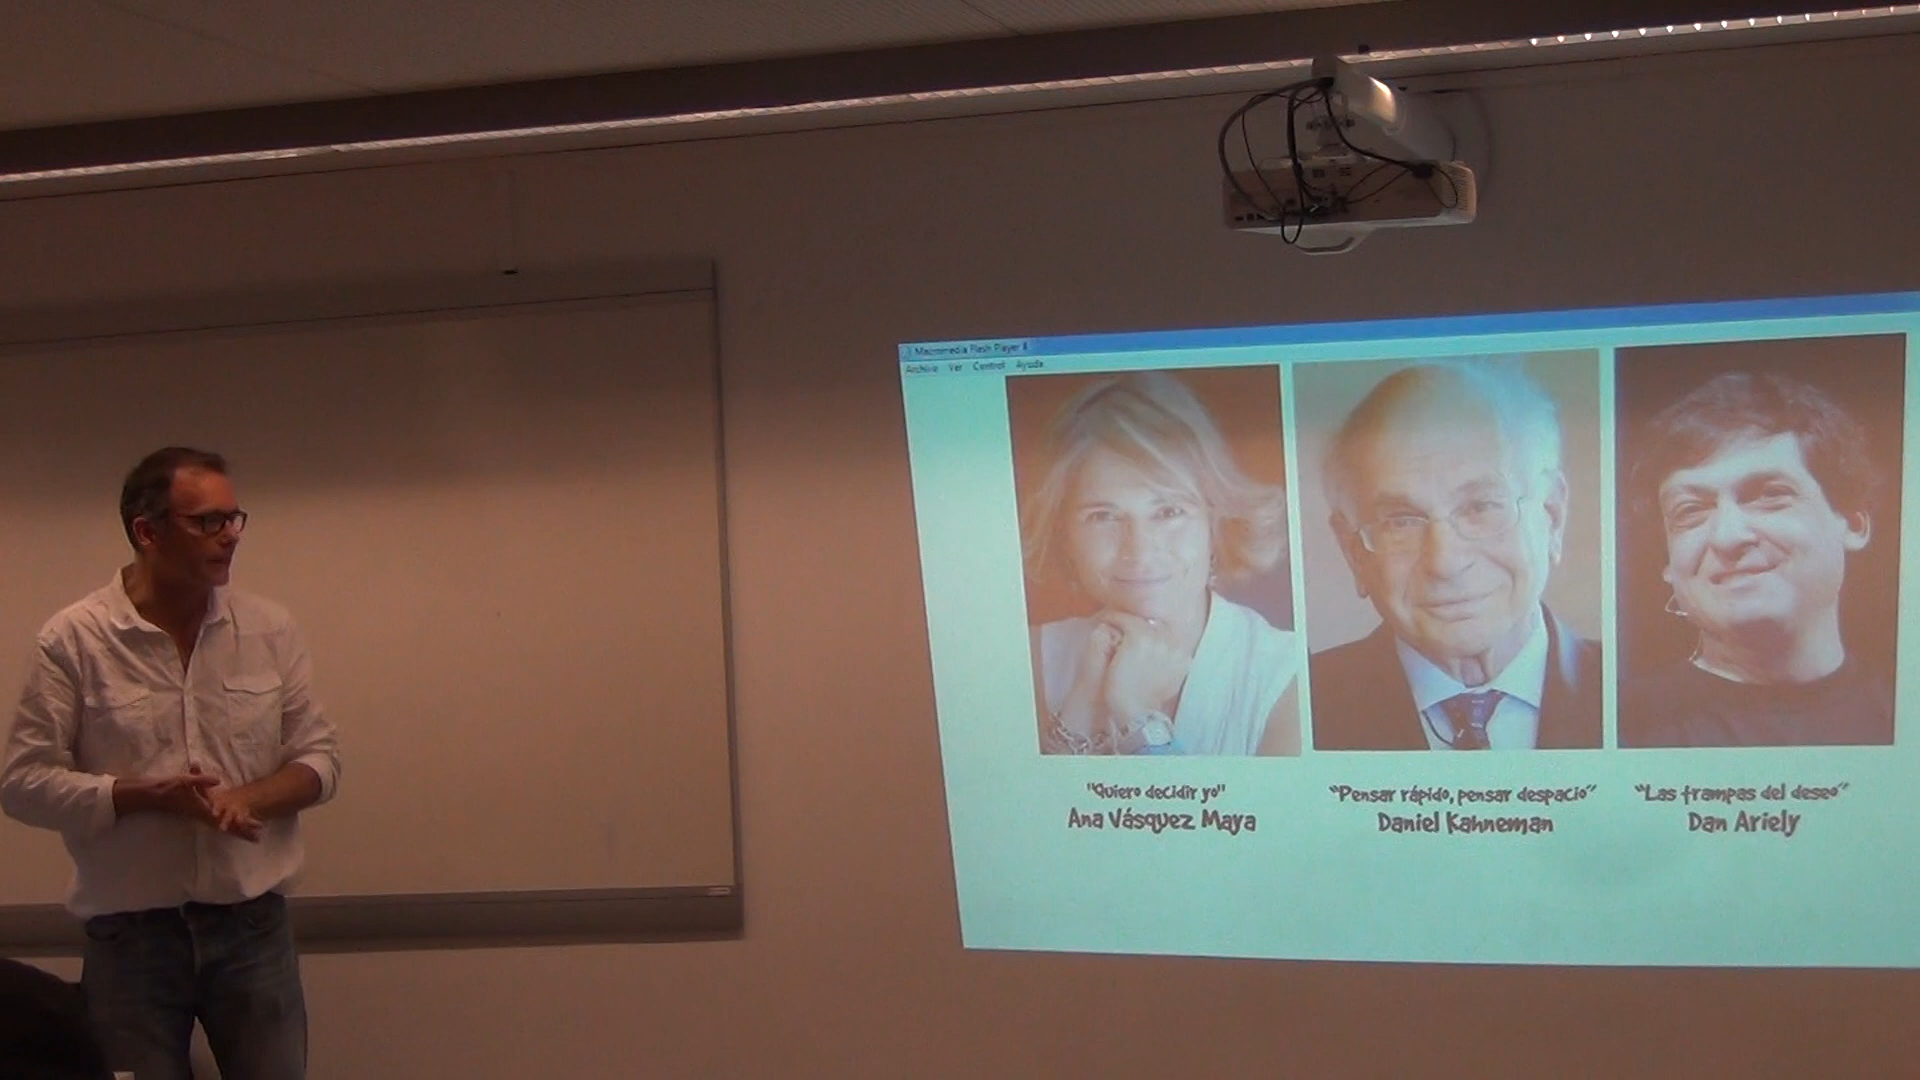 Macromedia Flash Player 8
Archivo Ver Control Ayuda
"Quiero decidir yo"
Ana Vásquez Maya
"Pensar rápido, pensar despacio"
Daniel Kahneman
"Las trampas del deseo"
Dan Ariely